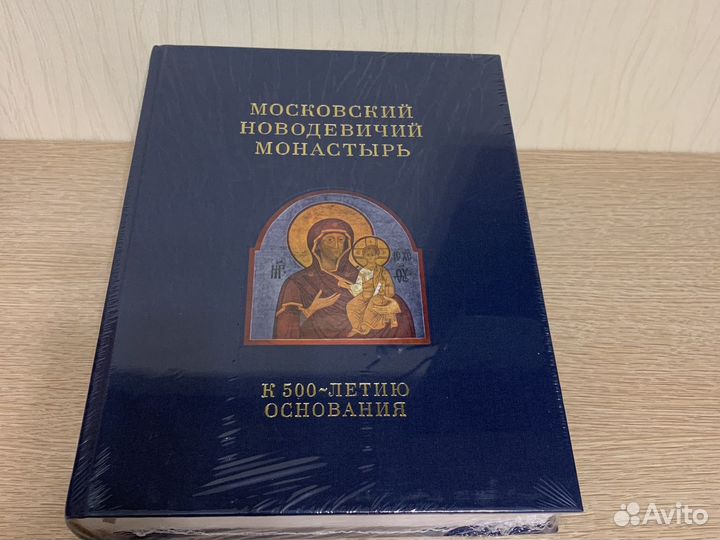 МОСКОВСКИЙ
НОВОДЕВИЧИЙ
МОНАСТЫРЬ
К 500~ЛЕТИЮ
ОСНОВАНИЯ
Avito